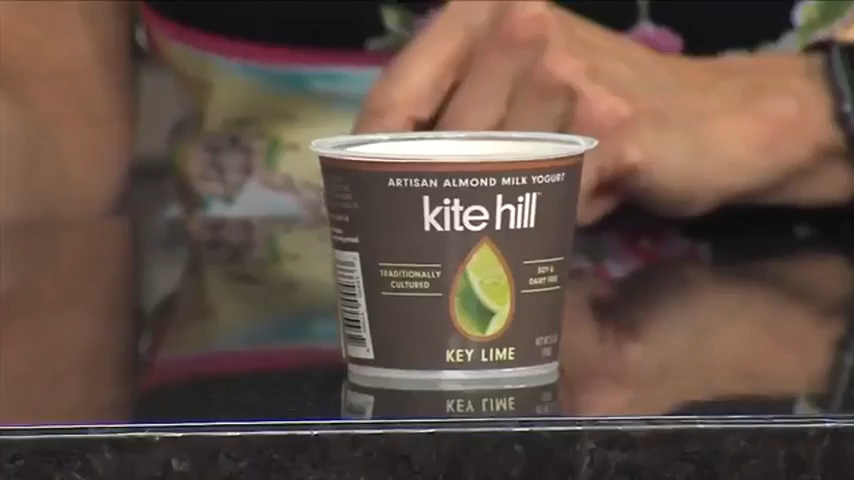 ARTISAN ALMOND MILK YOGURT
kite hill
TRADITIONALLY
CULTURED
SOY &
DAIRY FREE
KEY LIME